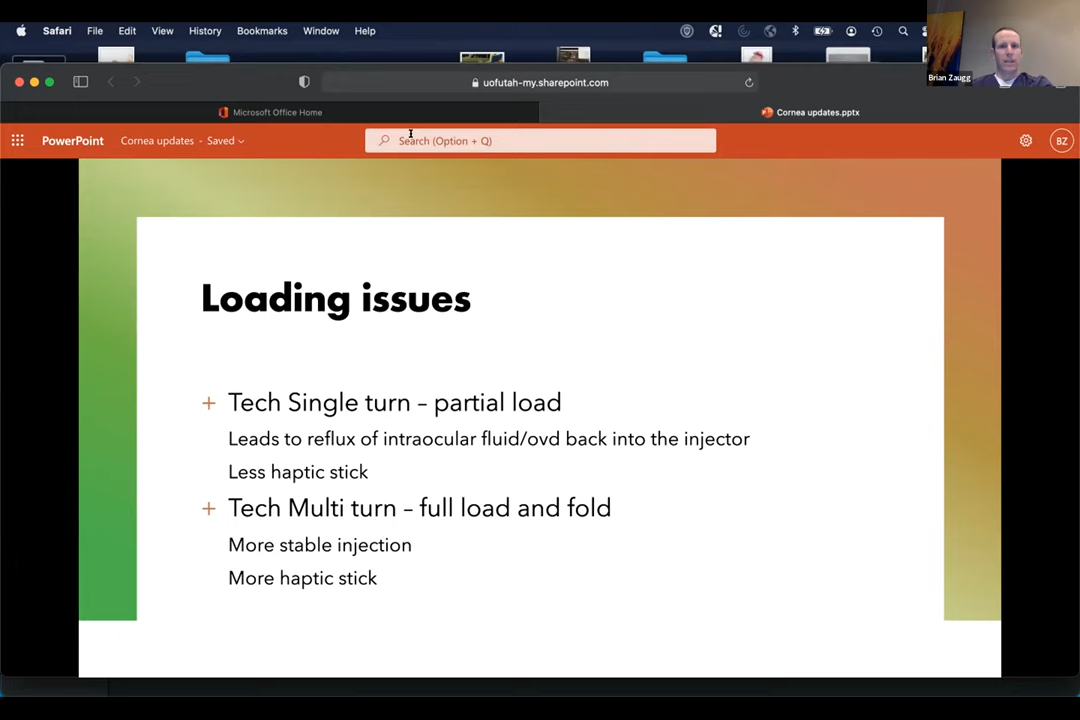 Safari File Edit View History Bookmarks Window Help
Brian Zaugg
uofutah-my.sharepoint.com
Microsoft Office Home
Cornea updates.pptx
PowerPoint Cornea updates - Saved
Search (Option + Q)
BZ
Loading issues
+ Tech Single turn – partial load
Leads to reflux of intraocular fluid/ovd back into the injector
Less haptic stick
+ Tech Multi turn – full load and fold
More stable injection
More haptic stick